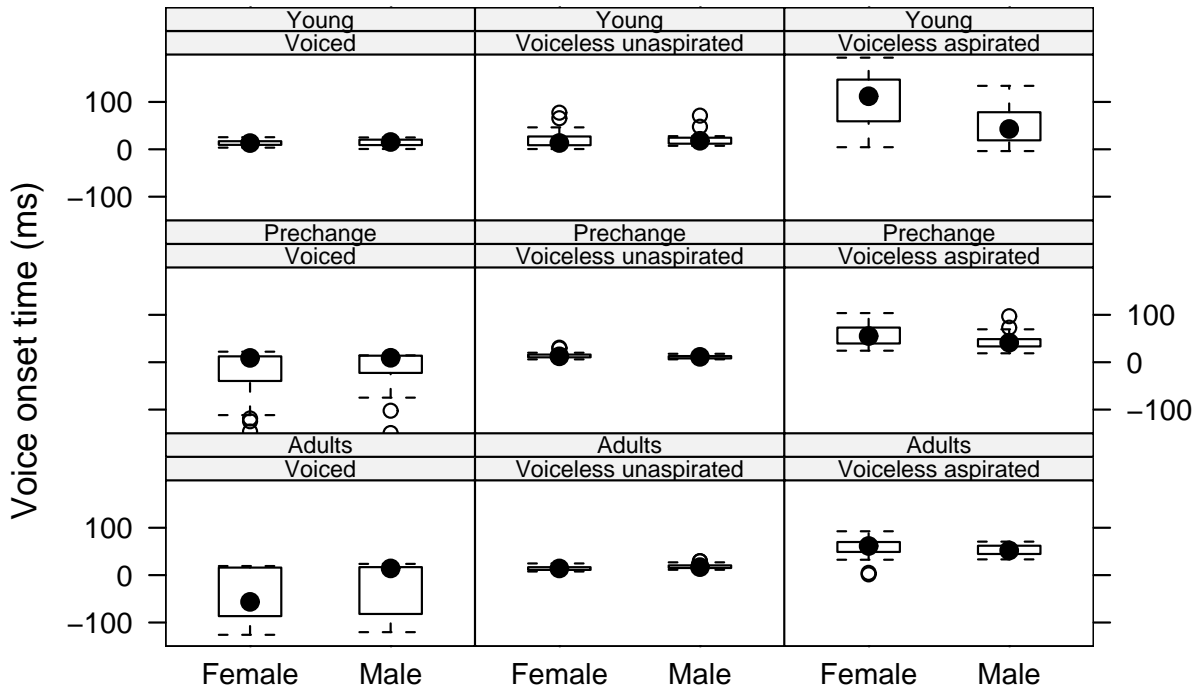 Voice onset time (ms)
Young Young Young
Voiced Voiceless unaspirated Voiceless aspirated
100
0
−100
Prechange Prechange Prechange
Voiced Voiceless unaspirated Voiceless aspirated
100
0
−100
Adults Adults Adults
Voiced Voiceless unaspirated Voiceless aspirated
100
0
−100
Female Male Female Male Female Male